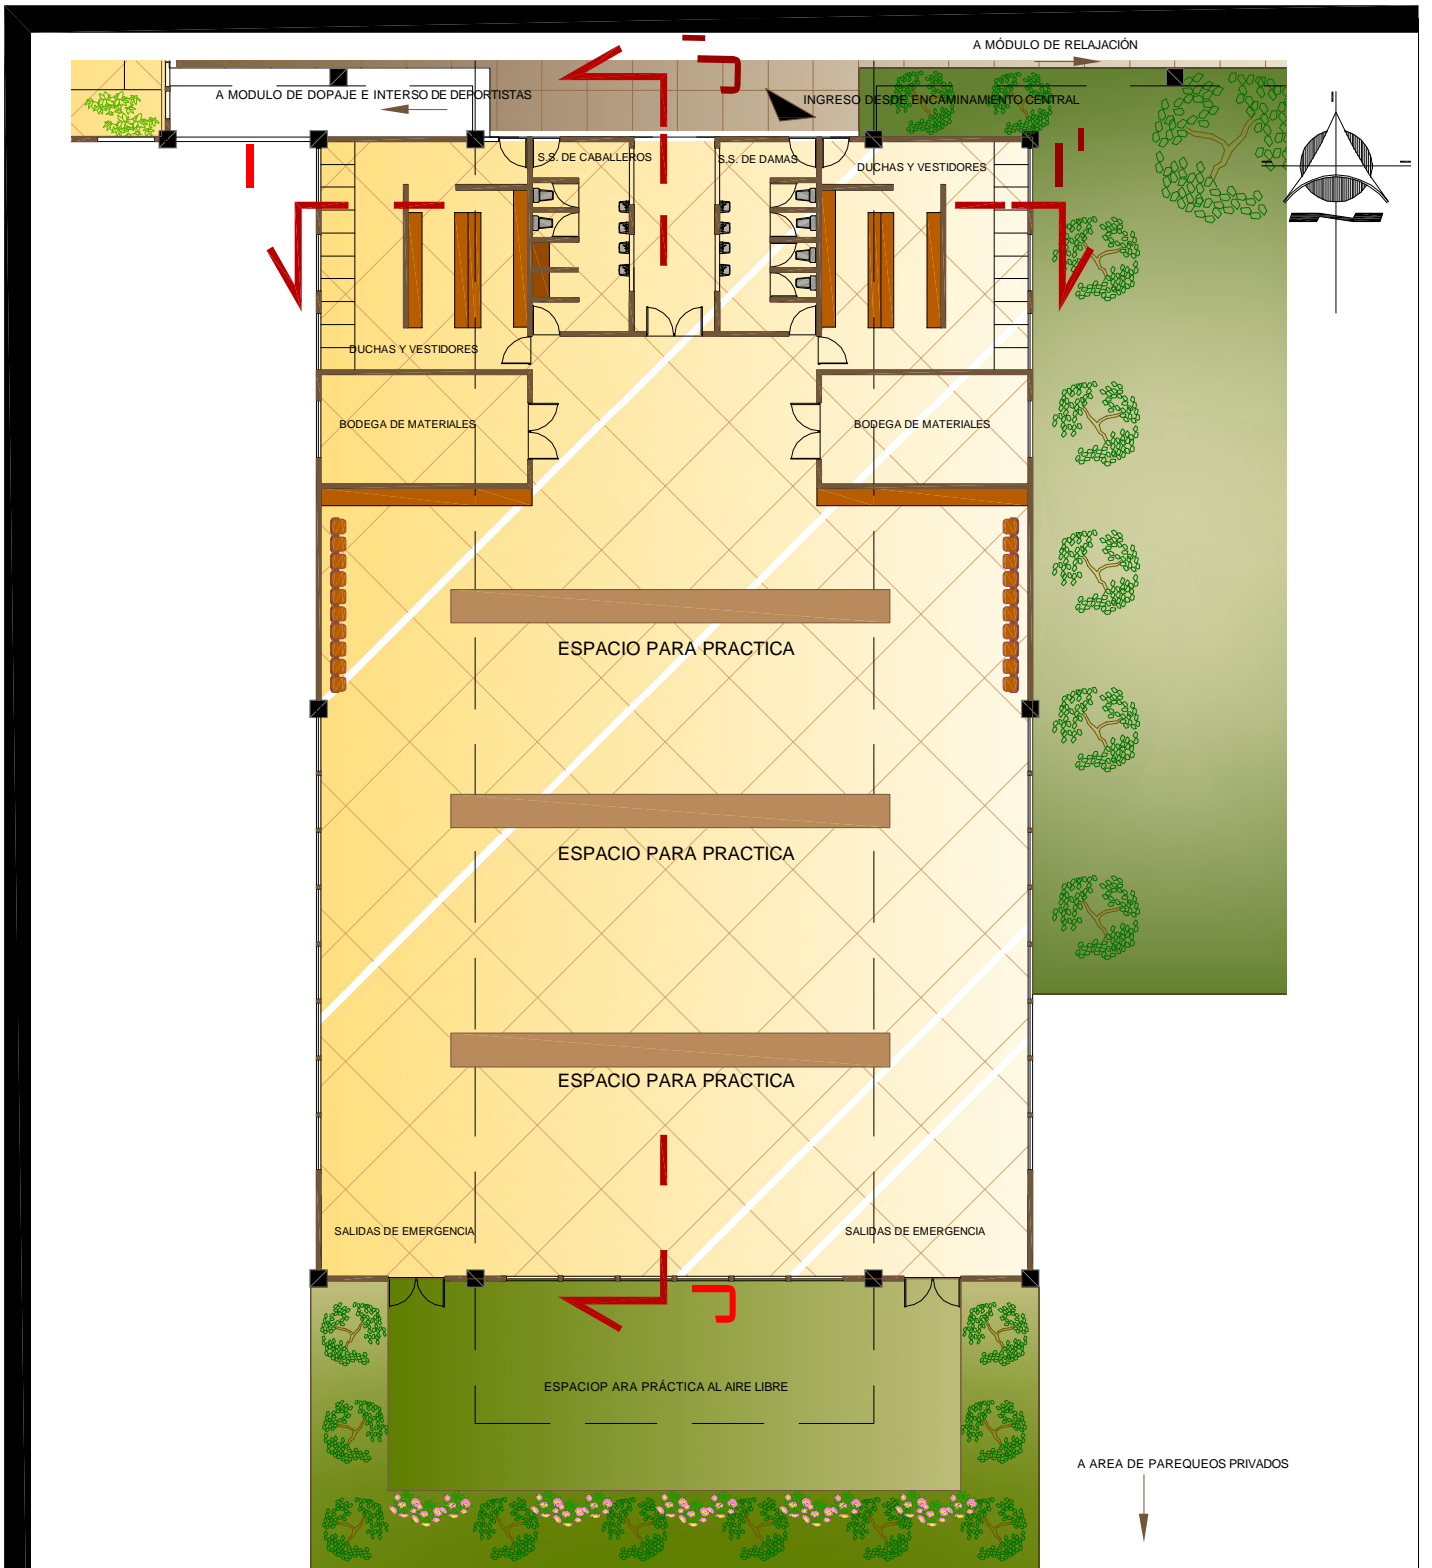 A MÓDULO DE RELAJACIÓN
A MODULO DE DOPAJE E INTERSO DE DEPORTISTAS
INGRESO DESDE ENCAMINAMIENTO CENTRAL
S.S. DE CABALLEROS
S.S. DE DAMAS
DUCHAS Y VESTIDORES
DUCHAS Y VESTIDORES
BODEGA DE MATERIALES
BODEGA DE MATERIALES
ESPACIO PARA PRACTICA
ESPACIO PARA PRACTICA
ESPACIO PARA PRACTICA
SALIDAS DE EMERGENCIA
SALIDAS DE EMERGENCIA
ESPACIOP ARA PRÁCTICA AL AIRE LIBRE
A AREA DE PAREQUEOS PRIVADOS